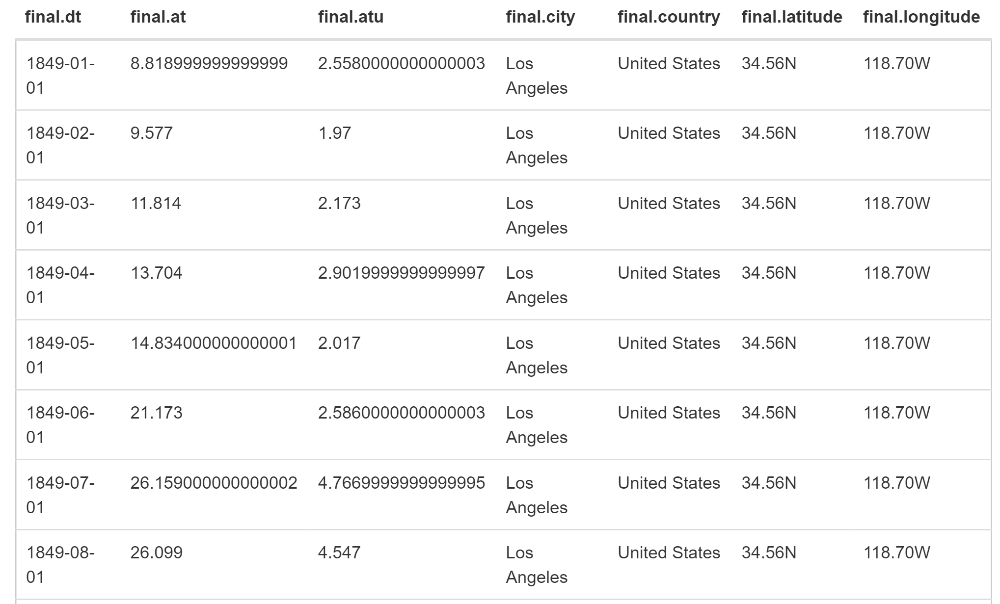 final.dt final.at final.atu final.city final.country final.latitude final.longitude
1849-01- 8.818999999999999 2.5580000000000003 Los United States 34.56N 118.70W
01 Angeles
1849-02- 9.577 1.97 Los United States 34.56N 118.70W
01 Angeles
1849-03- 11.814 2.173 Los United States 34.56N 118.70W
01 Angeles
1849-04- 13.704 2.9019999999999997 Los United States 34.56N 118.70W
01 Angeles
1849-05- 14.834000000000001 2.017 Los United States 34.56N 118.70W
01 Angeles
1849-06- 21.173 2.5860000000000003 Los United States 34.56N 118.70W
01 Angeles
1849-07- 26.159000000000002 4.7669999999999995 Los United States 34.56N 118.70W
01 Angeles
1849-08- 26.099 4.547 Los United States 34.56N 118.70W
01 Angeles